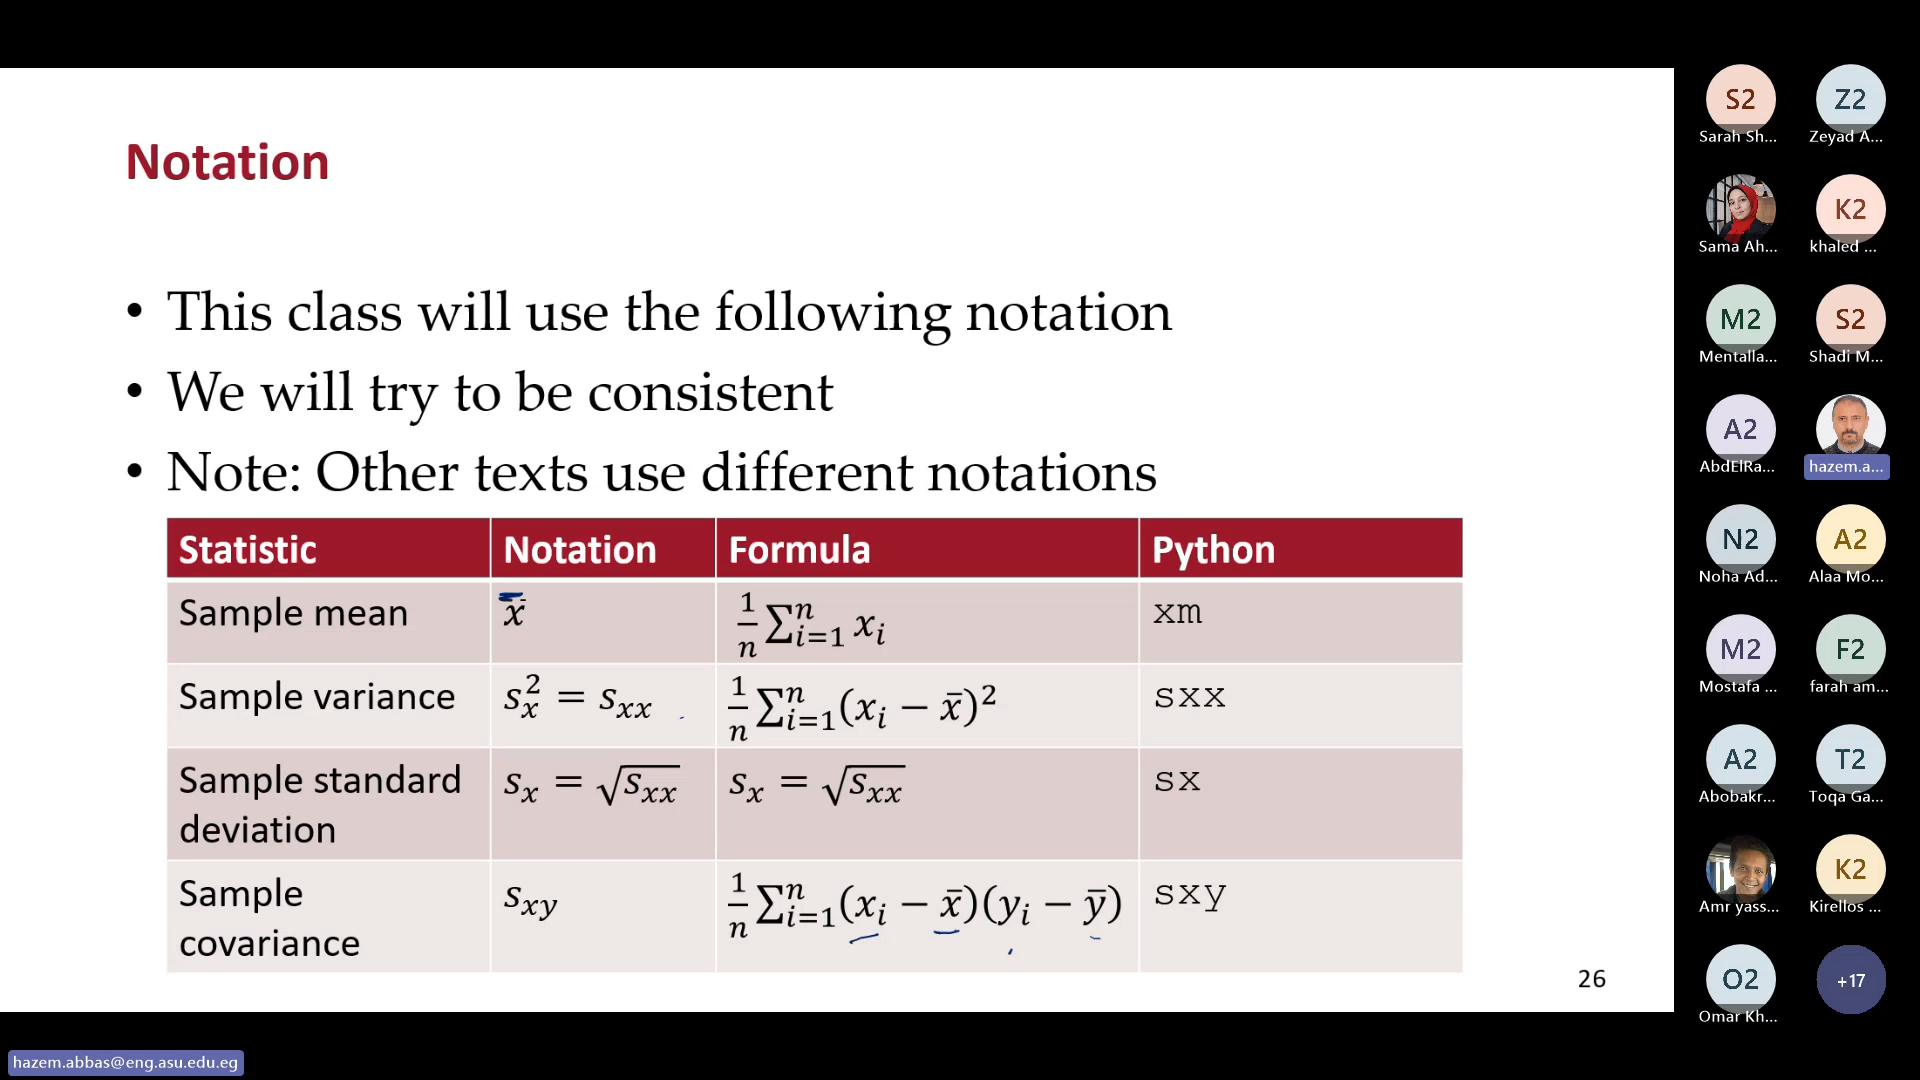 Notation
• This class will use the following notation
• We will try to be consistent
• Note: Other texts use different notations
Statistic Notation Formula Python
Sample mean x̄ 1/n ∑ⁿᵢ₌₁ xᵢ xm
Sample variance s²ₓ = sₓₓ 1/n ∑ⁿᵢ₌₁(xᵢ − x̄)² sxx
Sample standard deviation sₓ = √sₓₓ sₓ = √sₓₓ sx
Sample covariance s_xy 1/n ∑ⁿᵢ₌₁(xᵢ − x̄)(yᵢ − ȳ) sxy
26
S2 Z2
Sarah Sh... Zeyad A...
K2
Sama Ah... khaled ...
M2 S2
Mentalla... Shadi M...
A2
AbdElRa... hazem.a...
N2 A2
Noha Ad... Alaa Mo...
M2 F2
Mostafa ... farah am...
A2 T2
Abobakr... Toqa Ga...
K2
Amr yass... Kirellos ...
O2 +17
Omar Kh...
hazem.abbas@eng.asu.edu.eg